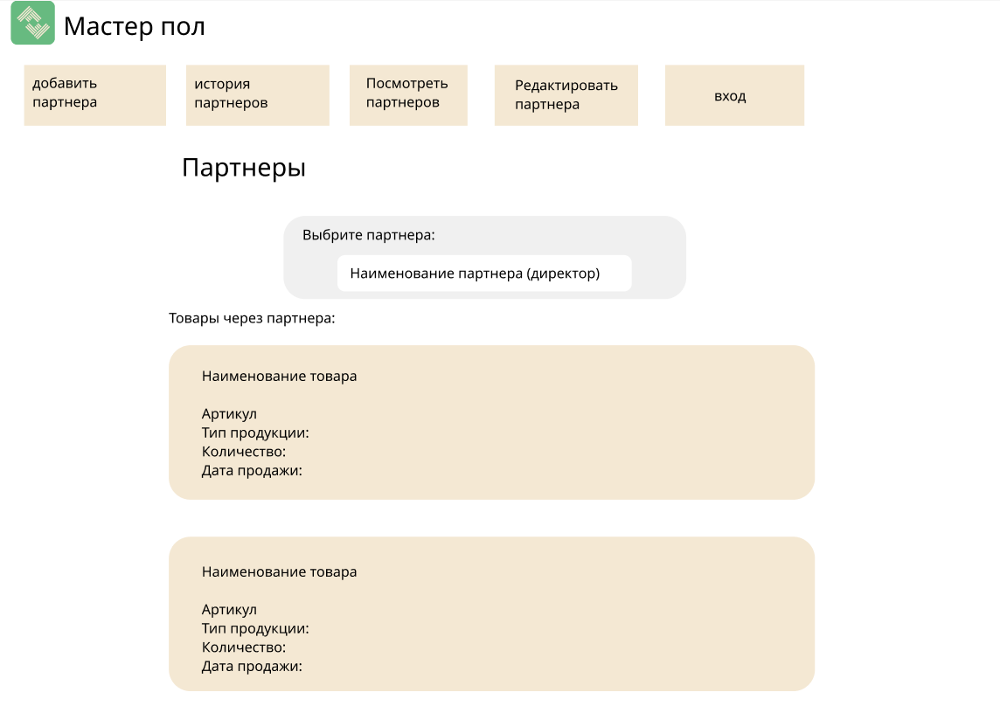 Мастер пол
добавить
партнера
история
партнеров
Посмотреть
партнеров
Редактировать
партнера
вход
Партнеры
Выбрите партнера:
Наименование партнера (директор)
Товары через партнера:
Наименование товара
Артикул
Тип продукции:
Количество:
Дата продажи:
Наименование товара
Артикул
Тип продукции:
Количество:
Дата продажи: